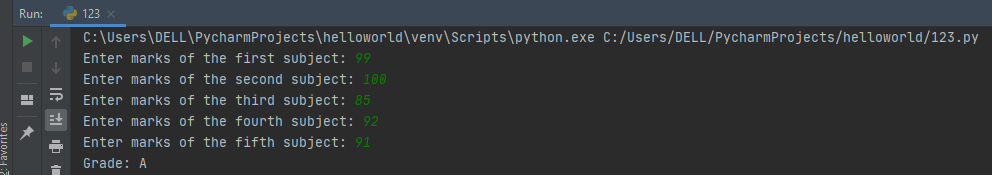 Run: 123
C:\Users\DELL\PycharmProjects\helloworld\venv\Scripts\python.exe C:/Users/DELL/PycharmProjects/helloworld/123.py
Enter marks of the first subject: 99
Enter marks of the second subject: 100
Enter marks of the third subject: 85
Enter marks of the fourth subject: 92
Enter marks of the fifth subject: 91
Grade: A
2: Favorites